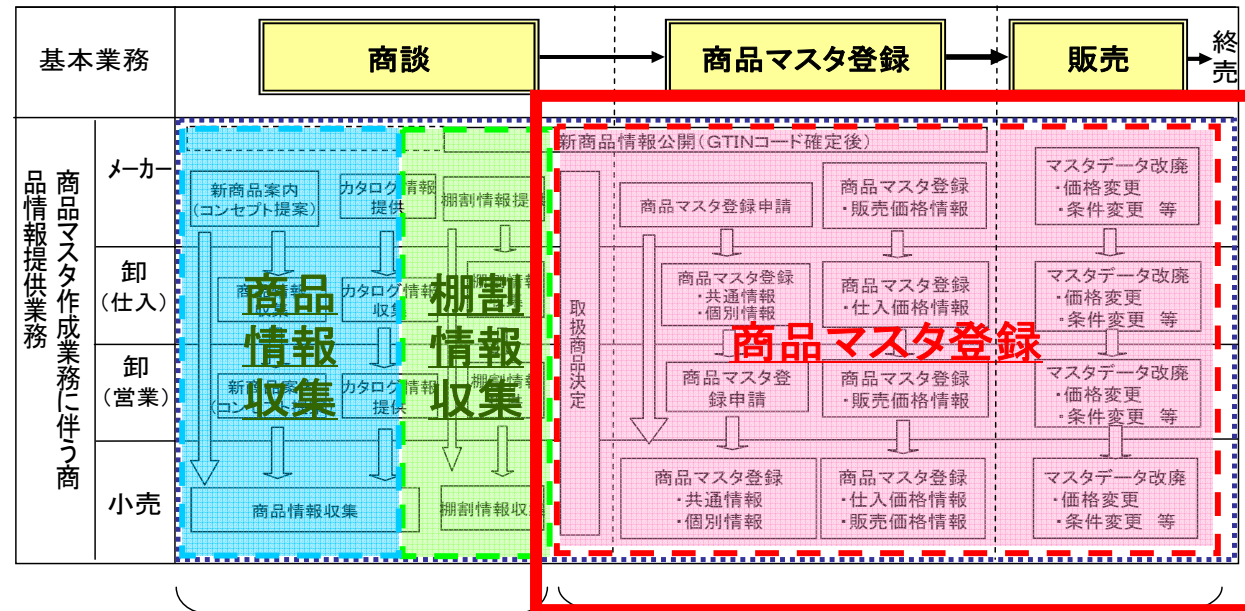 基本業務
商談
商品マスタ登録
販売
終
売
商品マスタ作成業務に伴う商
品情報提供業務
メーカー
新商品情報公開(GTINコード確定後)
新商品案内
(コンセプト提案)
カタログ情報
提供
棚割情報提
取扱商品決定
商品マスタ登録申請
商品マスタ登録
・販売価格情報
マスタデータ改廃
・価格変更
・条件変更 等
卸
(仕入)
カタログ情報
棚割情報
商品マスタ登録
・共通情報
・個別情報
商品マスタ登録
・仕入価格情報
マスタデータ改廃
・価格変更
・条件変更 等
商品
情報
収集
棚割
情報
収集
商品マスタ登録
卸
(営業)
カタログ情報
提供
棚割情報
商品マスタ登
録申請
商品マスタ登録
・販売価格情報
マスタデータ改廃
・価格変更
・条件変更 等
小売
商品情報収集
棚割情報収
商品マスタ登録
・共通情報
・個別情報
商品マスタ登録
・仕入価格情報
・販売価格情報
マスタデータ改廃
・価格変更
・条件変更 等